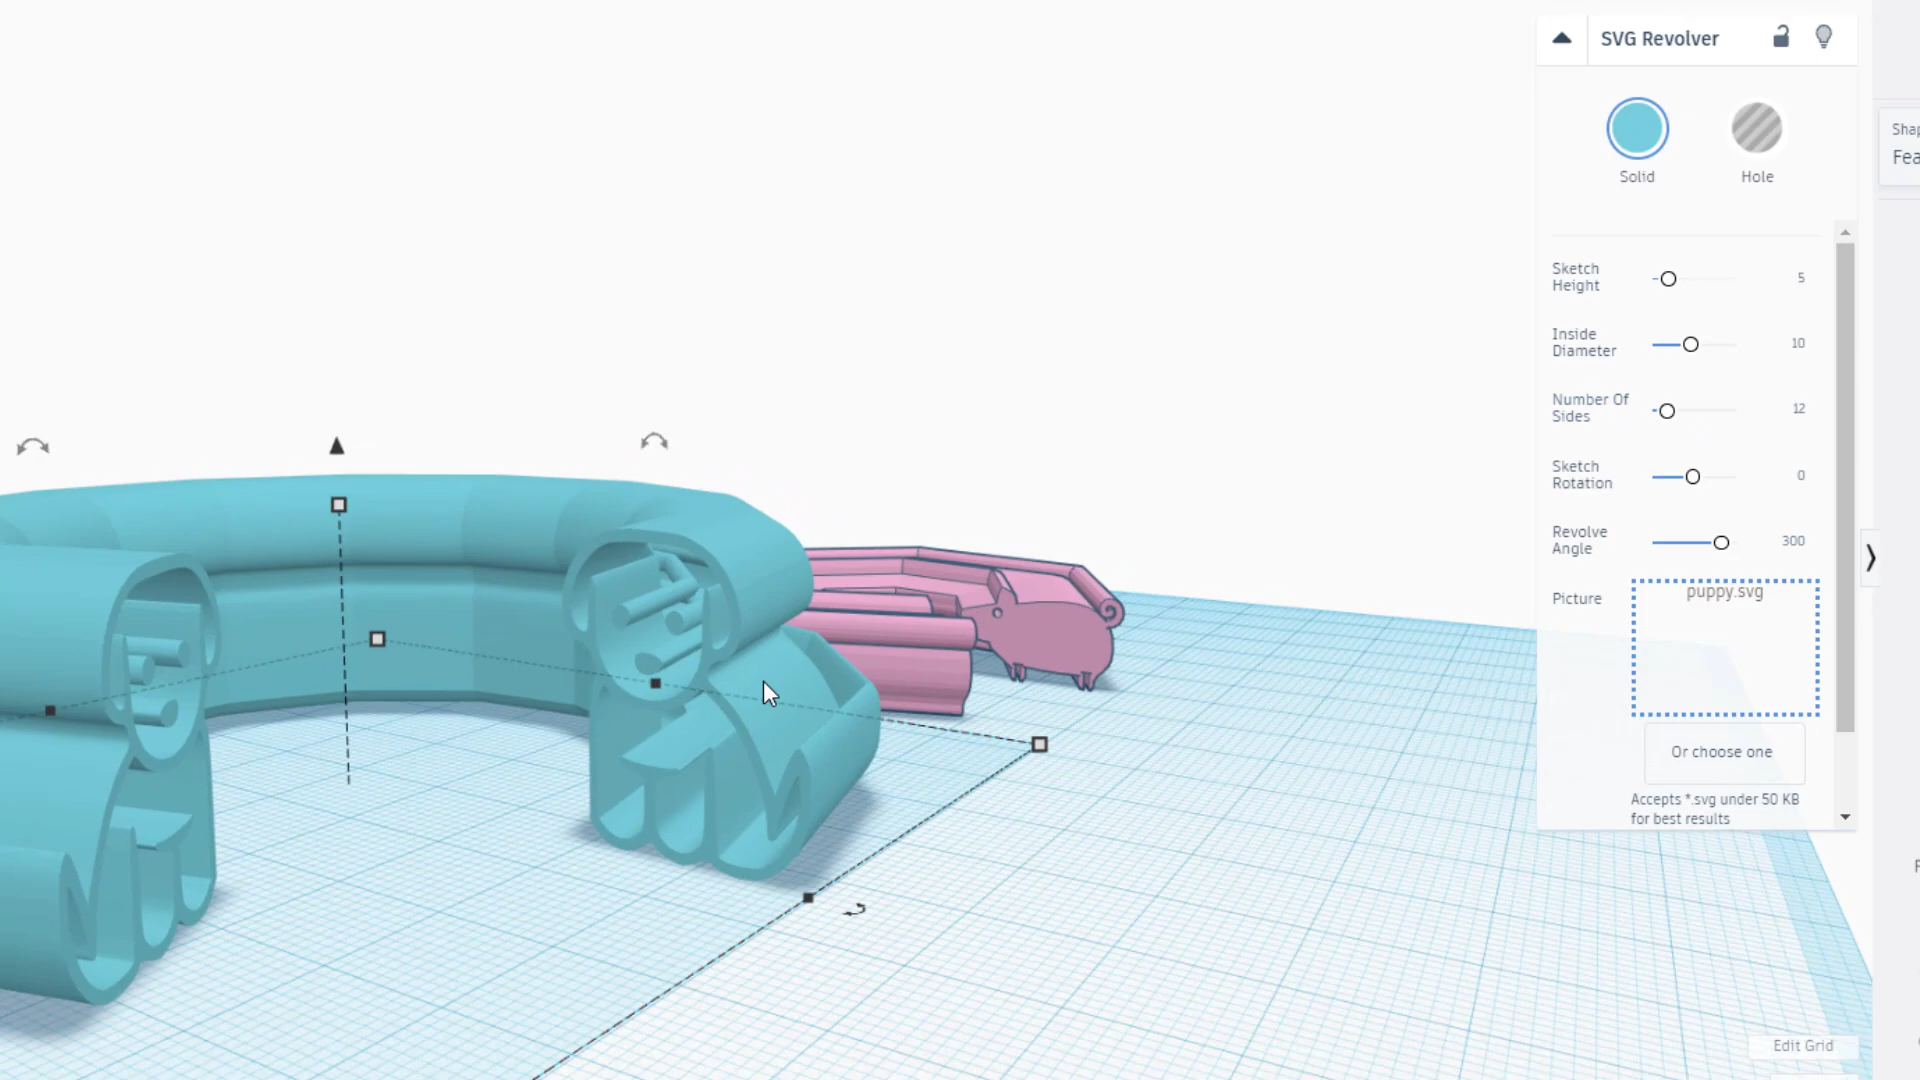 SVG Revolver
Solid
Hole
Sketch
Height
5
Inside
Diameter
10
Number Of
Sides
12
Sketch
Rotation
0
Revolve
Angle
300
Picture
puppy.svg
Or choose one
Accepts *.svg under 50 KB
for best results
Edit Grid